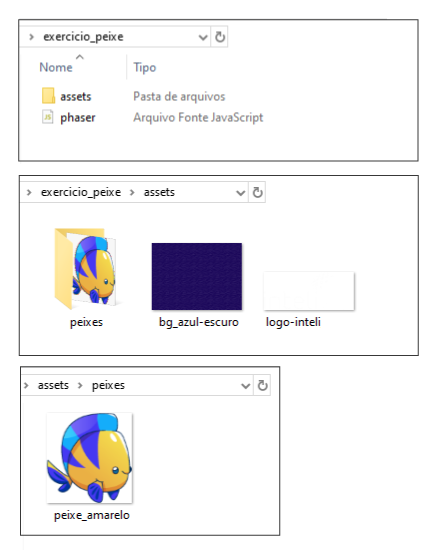 exercicio_peixe
Nome Tipo
assets Pasta de arquivos
phaser Arquivo Fonte JavaScript
exercicio_peixe assets
peixes bg_azul-escuro logo-inteli
assets peixes
peixe_amarelo